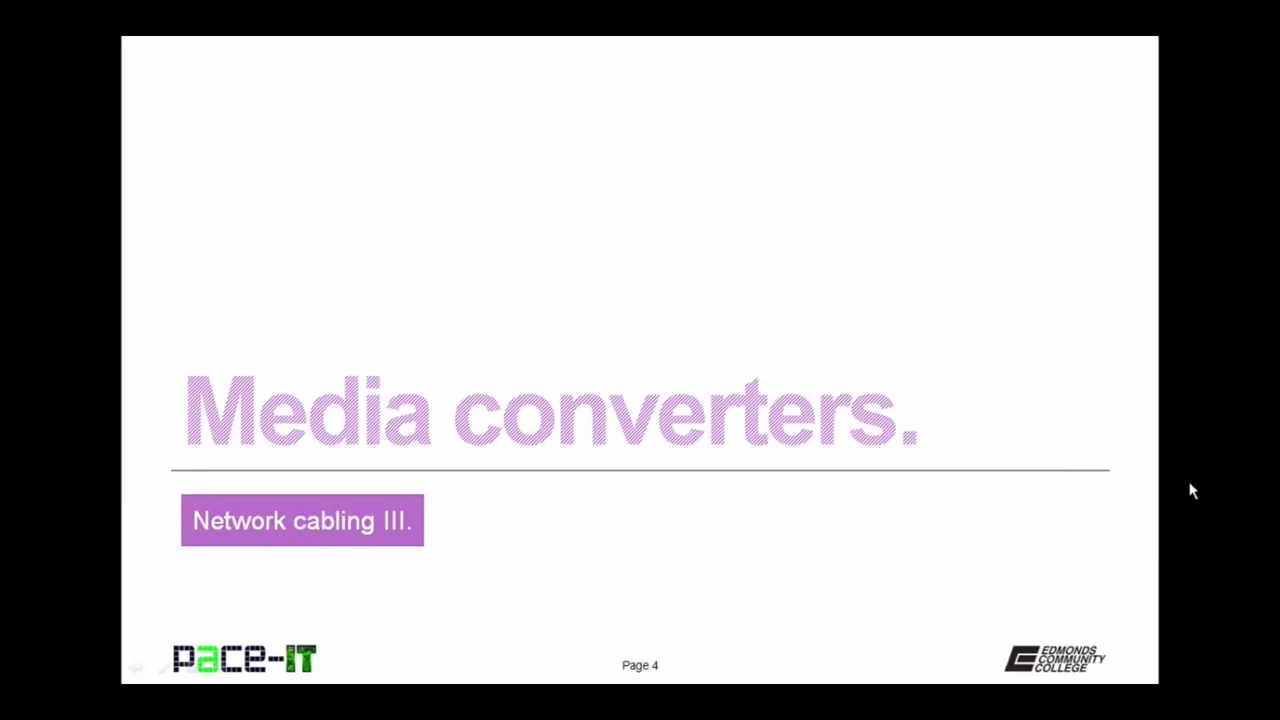 Media converters.
Network cabling III.
pace-IT
Page 4
EDMONDS
COMMUNITY
COLLEGE